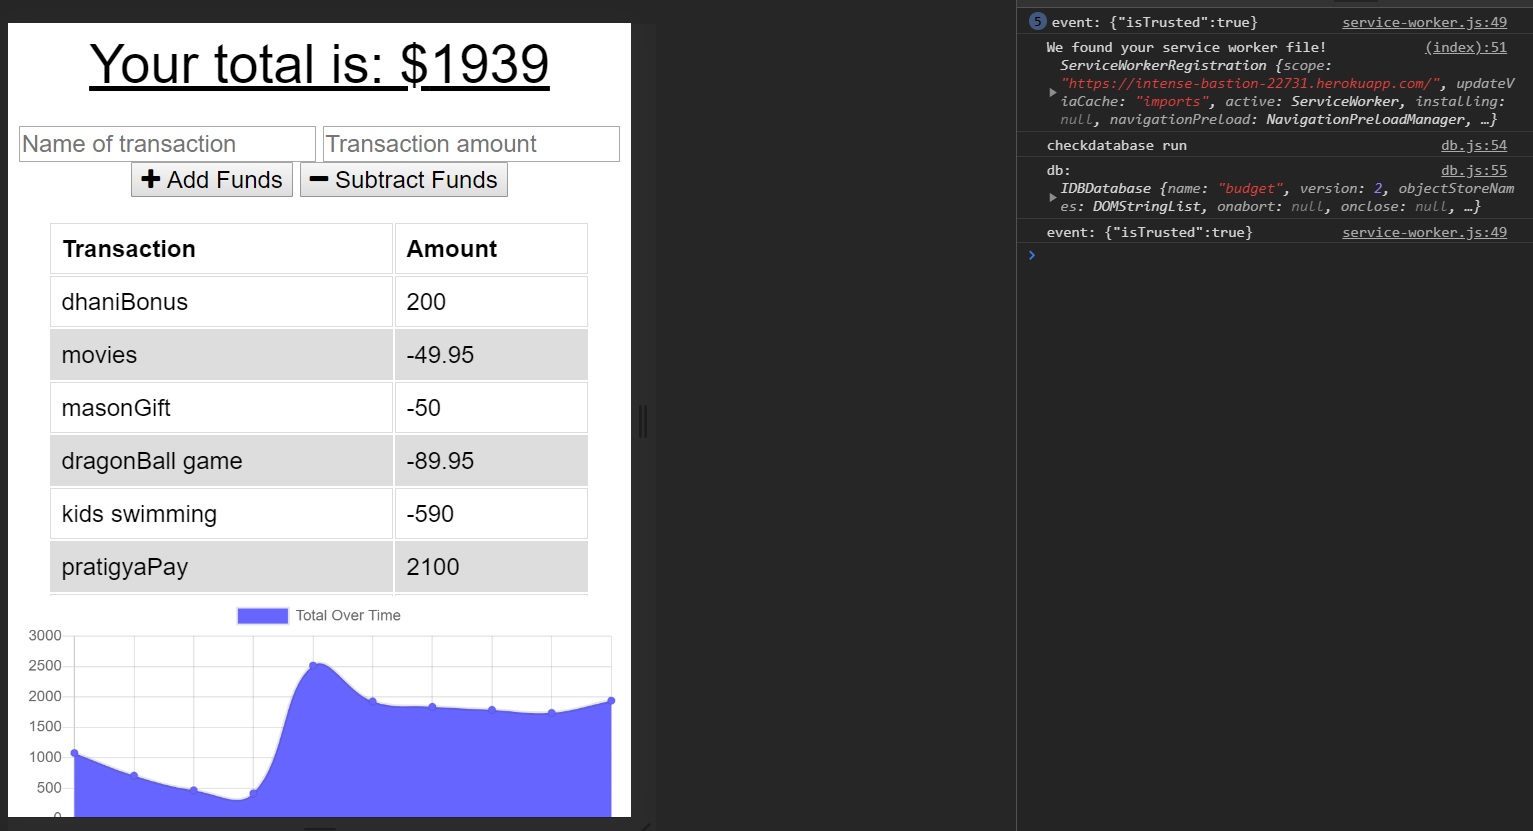 Your total is: $1939
Name of transaction Transaction amount
Add Funds Subtract Funds
Transaction Amount
dhaniBonus 200
movies -49.95
masonGift -50
dragonBall game -89.95
kids swimming -590
pratigyaPay 2100
Total Over Time
3000
2500
2000
1500
1000
500
0
5 event: {"isTrusted":true} service-worker.js:49
We found your service worker file! (index):51
ServiceWorkerRegistration {scope:
"https://intense-bastion-22731.herokuapp.com/", updateV
iaCache: "imports", active: ServiceWorker, installing:
null, navigationPreload: NavigationPreloadManager, …}
checkdatabase run db.js:54
db: db.js:55
IDBDatabase {name: "budget", version: 2, objectStoreNam
es: DOMStringList, onabort: null, onclose: null, …}
event: {"isTrusted":true} service-worker.js:49